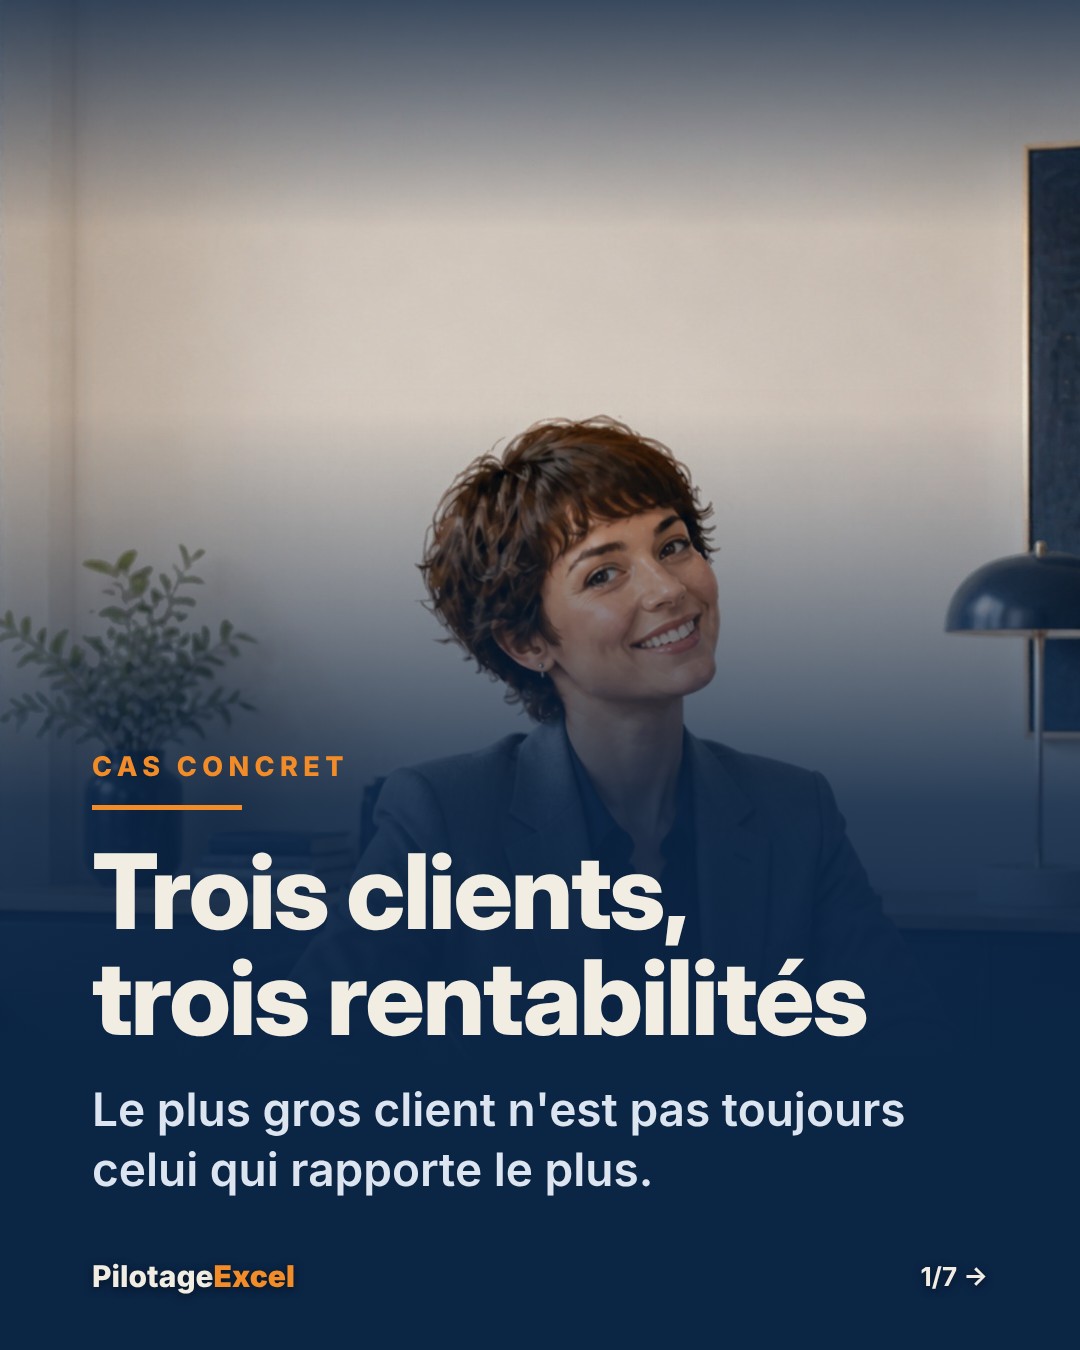 CAS CONCRET
Trois clients,
trois rentabilités
Le plus gros client n'est pas toujours
celui qui rapporte le plus.
PilotageExcel
1/7 →